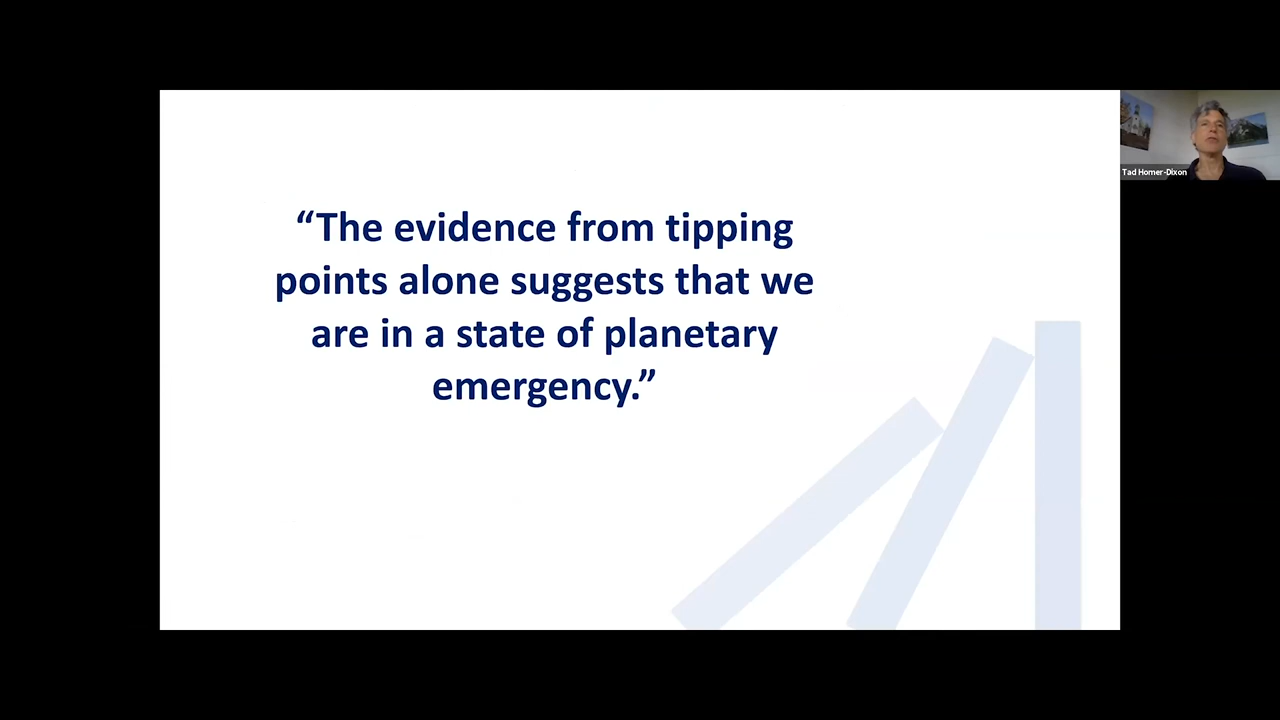 “The evidence from tipping
points alone suggests that we
are in a state of planetary
emergency.”
Tad Homer-Dixon